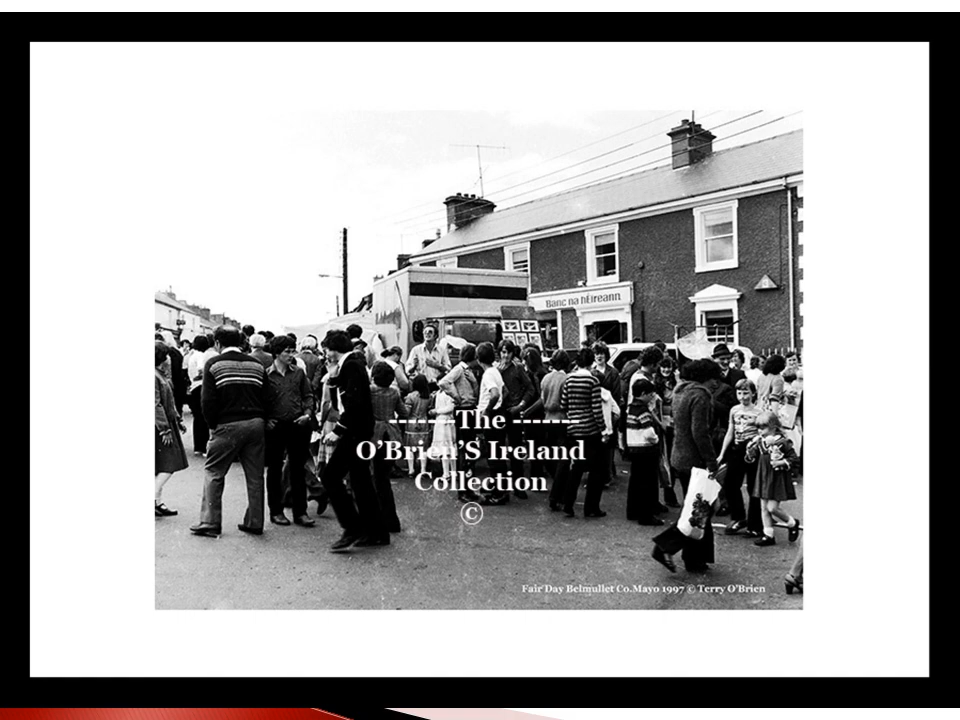 Banc na hÉireann
-------The -------
O'Brien'S Ireland
Collection
©
Fair Day Belmullet Co.Mayo 1997 © Terry O'Brien